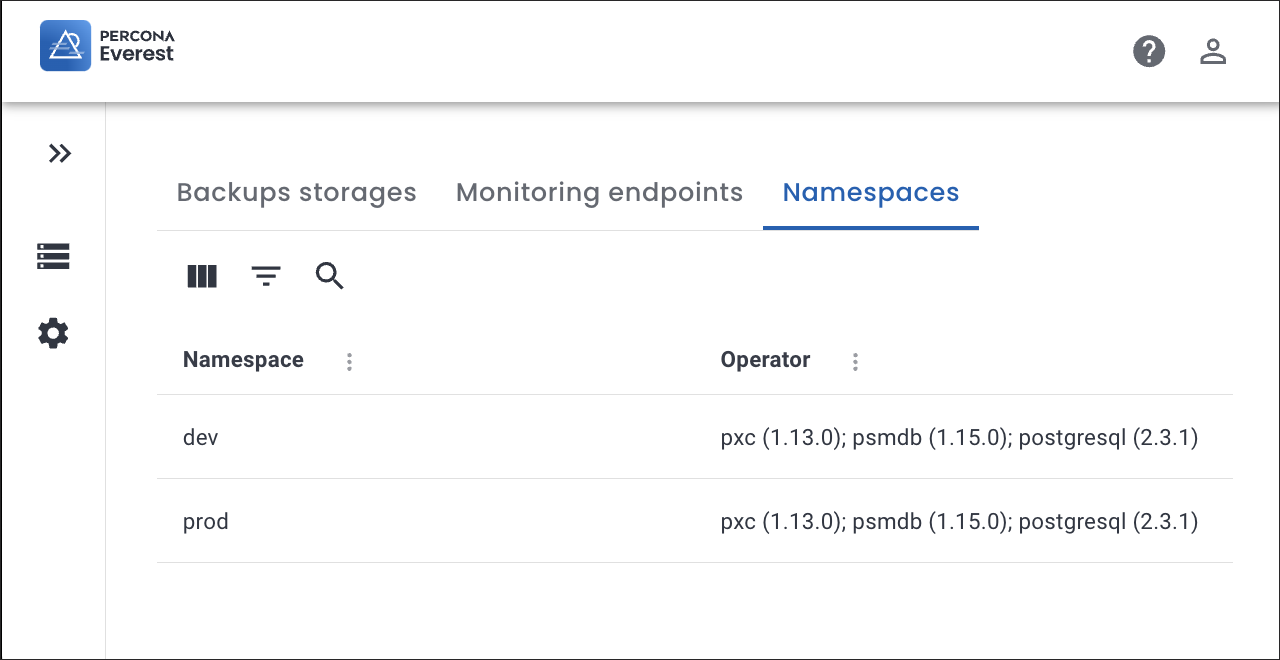 PERCONA
Everest
Backups storages Monitoring endpoints Namespaces
Namespace Operator
dev pxc (1.13.0); psmdb (1.15.0); postgresql (2.3.1)
prod pxc (1.13.0); psmdb (1.15.0); postgresql (2.3.1)